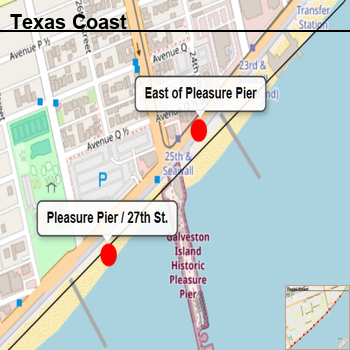 Texas Coast
Transfer
Station
Avenue P ½
26th Street
Avenue Q
24th
23rd &
East of Pleasure Pier
Avenue Q ½
P
25th &
Seawall
Pleasure Pier / 27th St.
Galveston
Island
Historic
Pleasure
Pier
Texas Coast